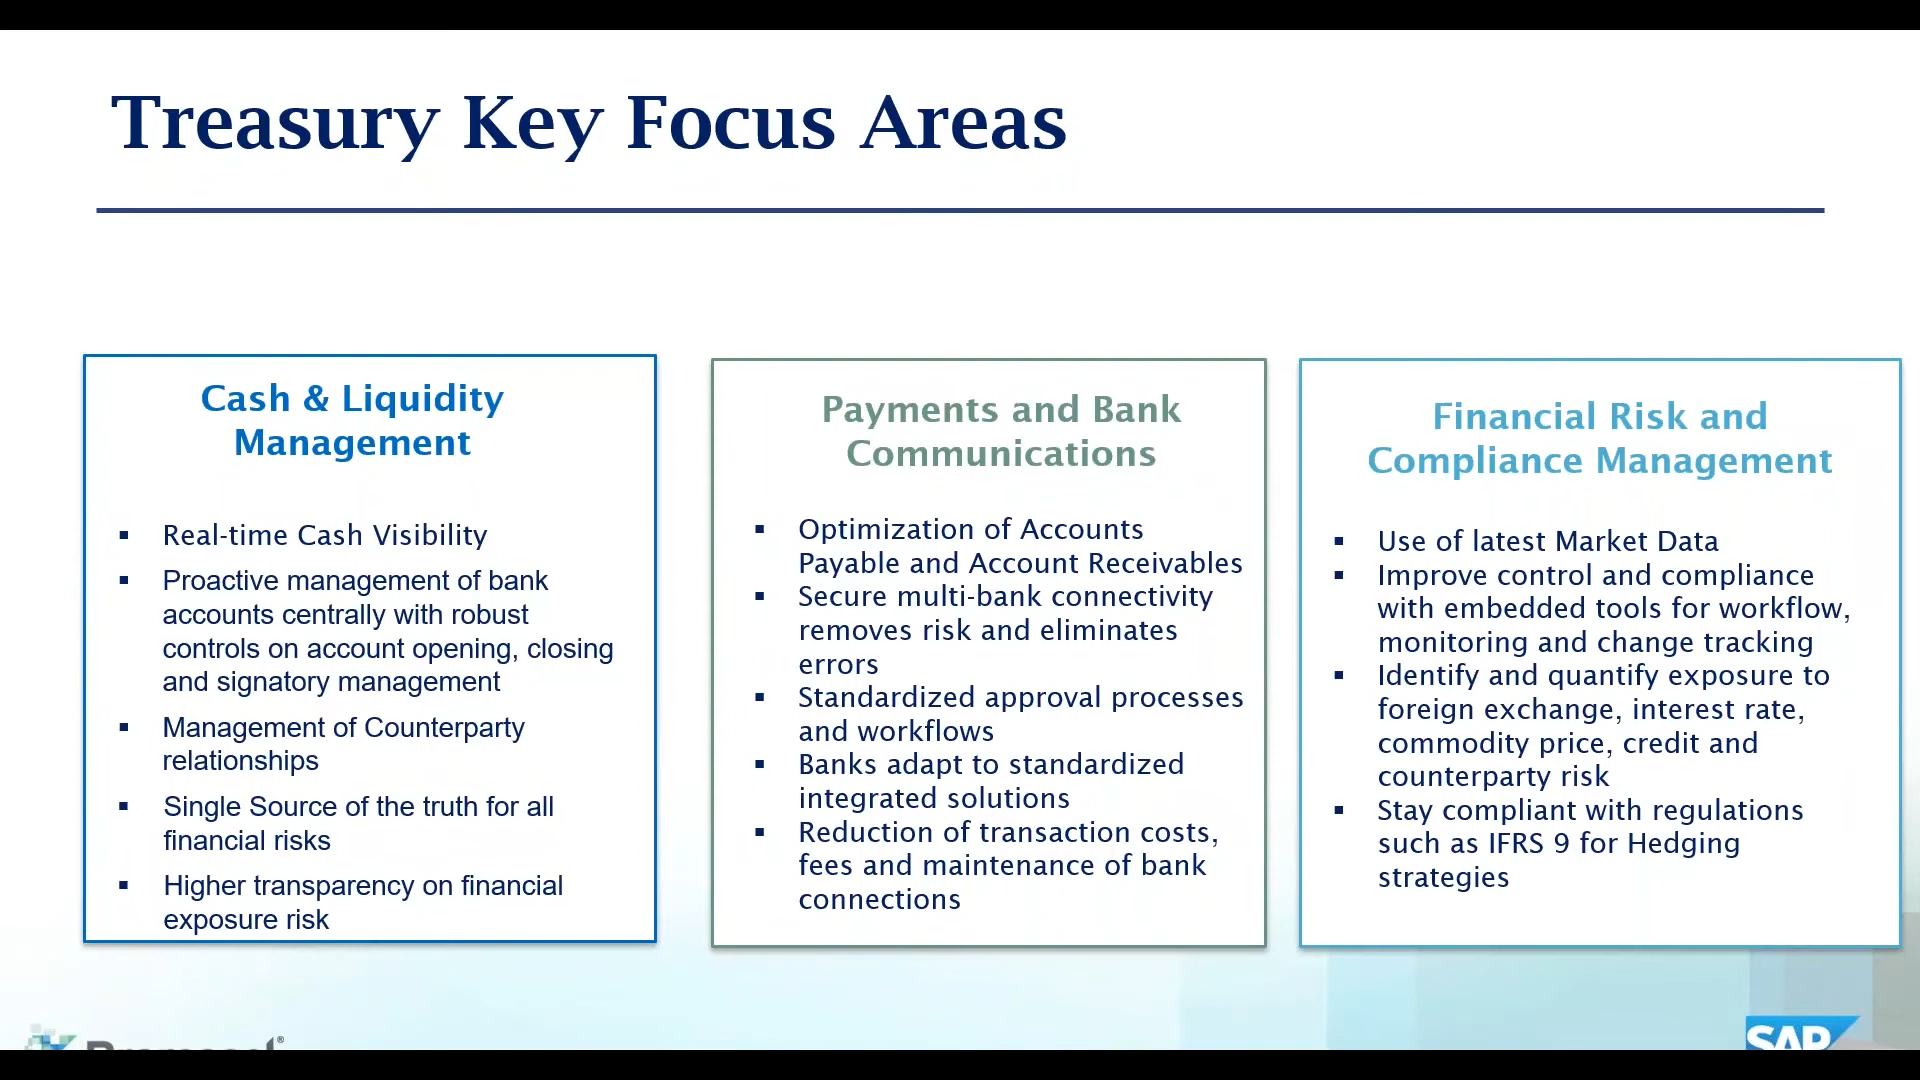 Treasury Key Focus Areas
Cash & Liquidity
Management
▪ Real-time Cash Visibility
▪ Proactive management of bank
accounts centrally with robust
controls on account opening, closing
and signatory management
▪ Management of Counterparty
relationships
▪ Single Source of the truth for all
financial risks
▪ Higher transparency on financial
exposure risk
Payments and Bank
Communications
▪ Optimization of Accounts
Payable and Account Receivables
▪ Secure multi-bank connectivity
removes risk and eliminates
errors
▪ Standardized approval processes
and workflows
▪ Banks adapt to standardized
integrated solutions
▪ Reduction of transaction costs,
fees and maintenance of bank
connections
Financial Risk and
Compliance Management
▪ Use of latest Market Data
▪ Improve control and compliance
with embedded tools for workflow,
monitoring and change tracking
▪ Identify and quantify exposure to
foreign exchange, interest rate,
commodity price, credit and
counterparty risk
▪ Stay compliant with regulations
such as IFRS 9 for Hedging
strategies
SAP